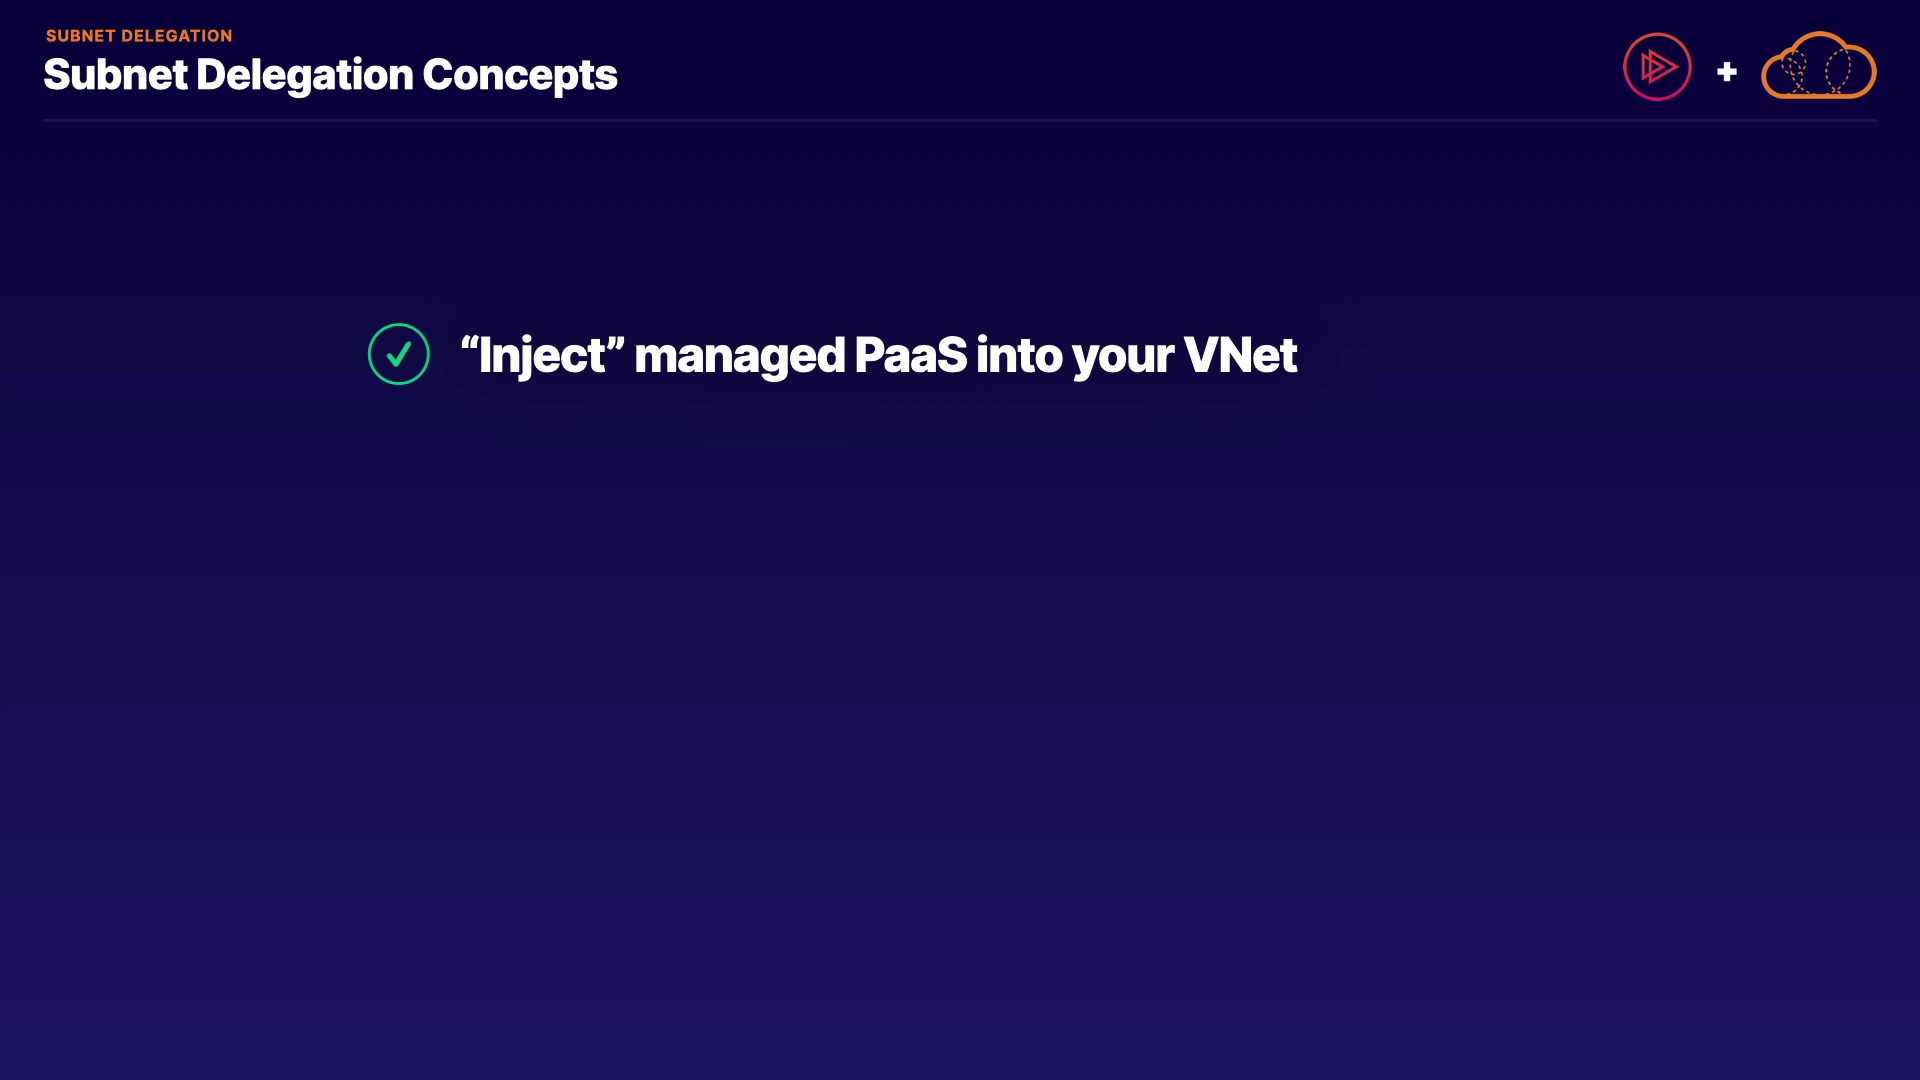 SUBNET DELEGATION
Subnet Delegation Concepts
+
“Inject” managed PaaS into your VNet